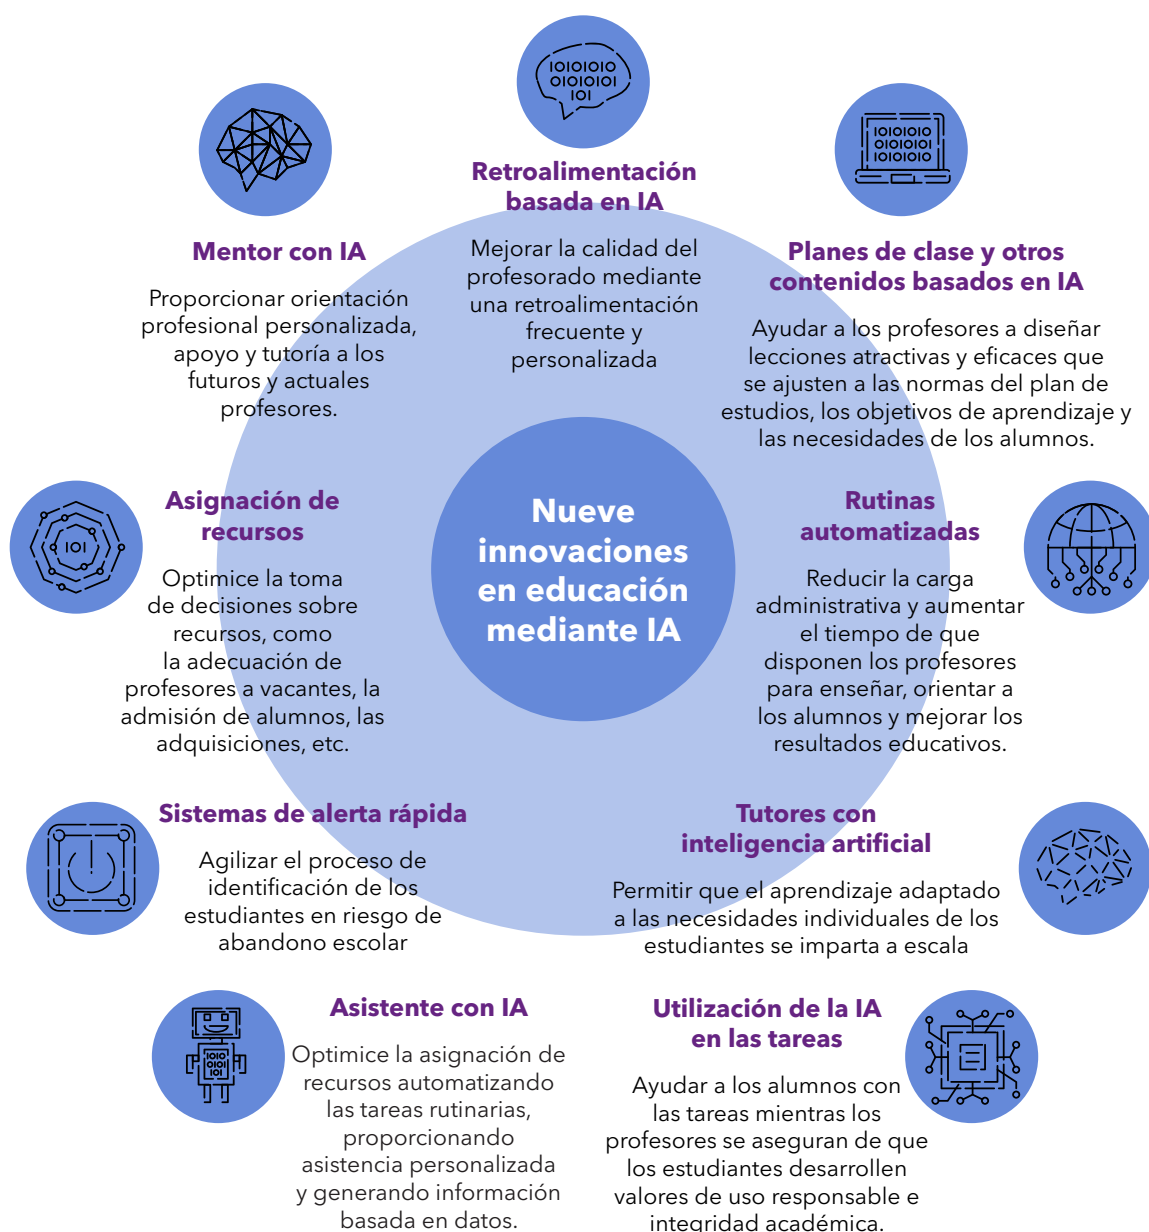 IOIOIOIO
OIOIOIOI
IOI
Retroalimentación
basada en IA
Mejorar la calidad del
profesorado mediante
una retroalimentación
frecuente y
personalizada
IOIOIOIO
OIOIOIOI
IOIOIOIO
Planes de clase y otros
contenidos basados en IA
Ayudar a los profesores a diseñar
lecciones atractivas y eficaces que
se ajusten a las normas del plan de
estudios, los objetivos de aprendizaje y
las necesidades de los alumnos.
Rutinas
automatizadas
Reducir la carga
administrativa y aumentar
el tiempo de que
disponen los profesores
para enseñar, orientar a
los alumnos y mejorar los
resultados educativos.
Tutores con
inteligencia artificial
Permitir que el aprendizaje adaptado
a las necesidades individuales de los
estudiantes se imparta a escala
Utilización de la IA
en las tareas
Ayudar a los alumnos con
las tareas mientras los
profesores se aseguran de que
los estudiantes desarrollen
valores de uso responsable e
integridad académica.
Asistente con IA
IOIO
OIOI
IOI
Optimice la asignación de
recursos automatizando
las tareas rutinarias,
proporcionando
asistencia personalizada
y generando información
basada en datos.
Sistemas de alerta rápida
Agilizar el proceso de
identificación de los
estudiantes en riesgo de
abandono escolar
Asignación de
recursos
IOI
Optimice la toma
de decisiones sobre
recursos, como
la adecuación de
profesores a vacantes, la
admisión de alumnos, las
adquisiciones, etc.
Mentor con IA
Proporcionar orientación
profesional personalizada,
apoyo y tutoría a los
futuros y actuales
profesores.
Nueve
innovaciones
en educación
mediante IA